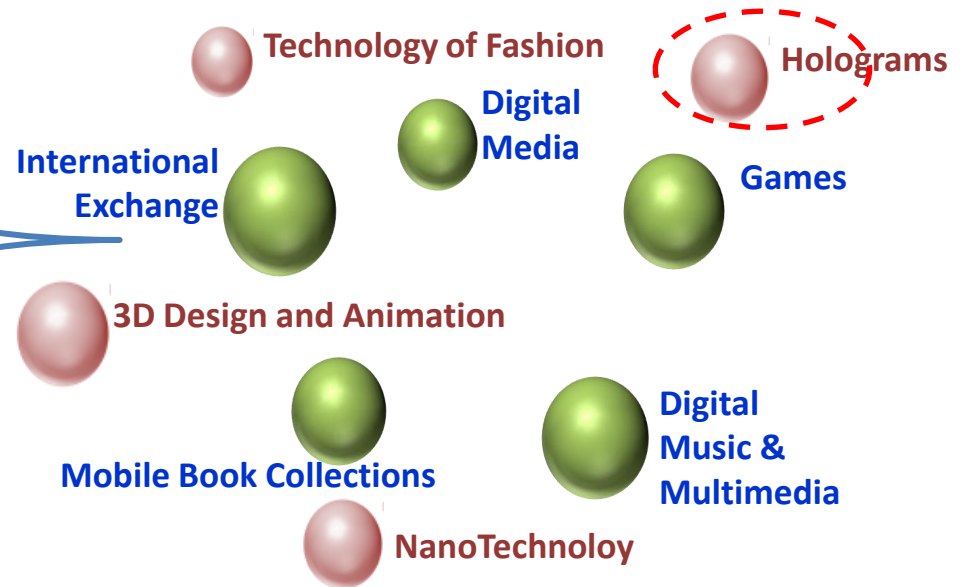 Technology of Fashion
Holograms
Digital
Media
International
Exchange
Games
3D Design and Animation
Digital
Music &
Multimedia
Mobile Book Collections
NanoTechnoloy